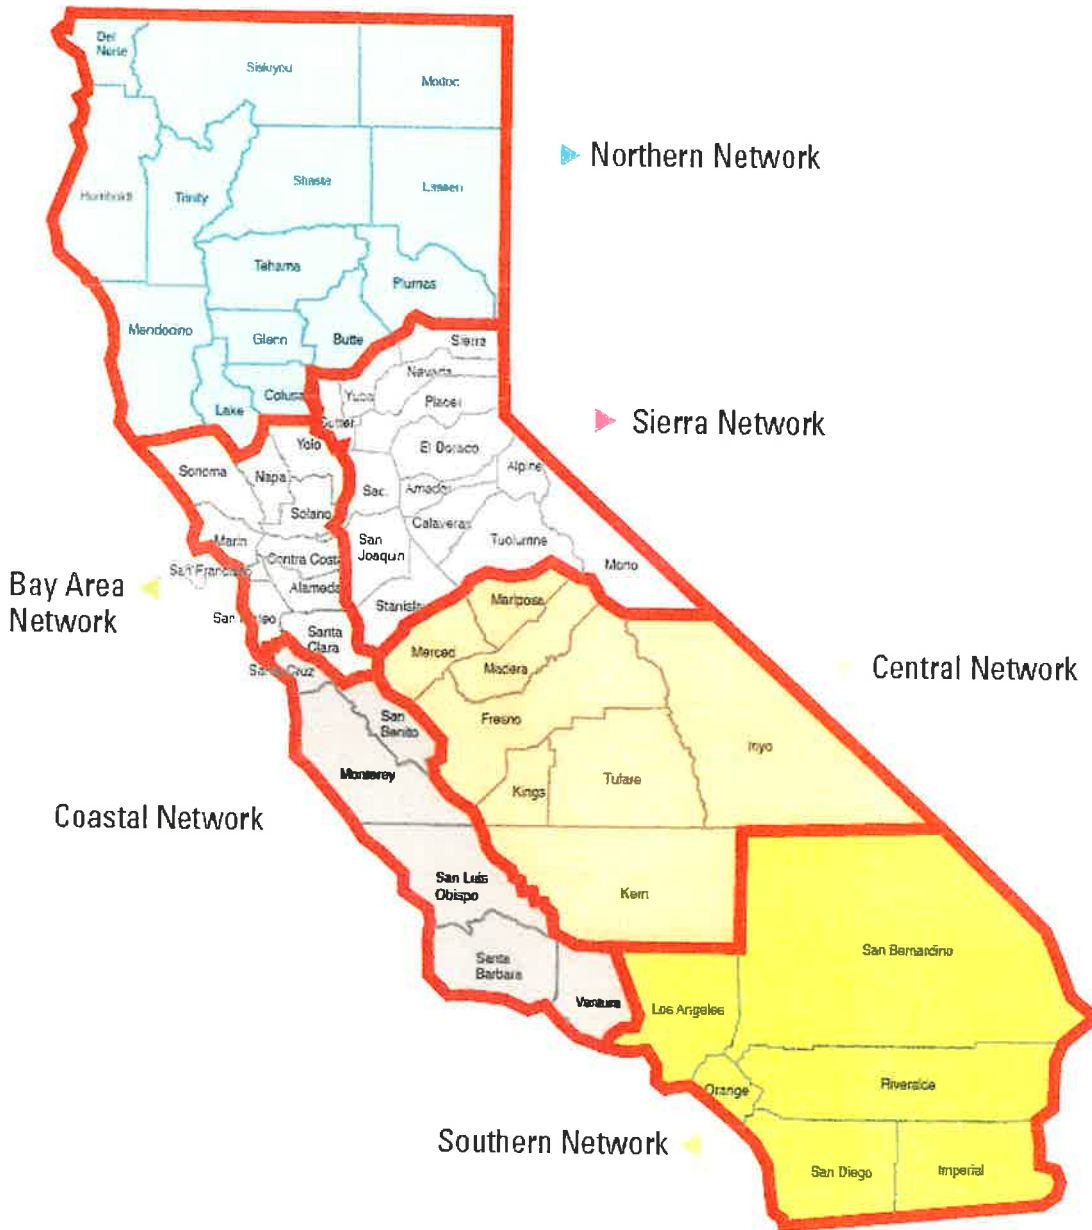 Del
Norte
Siskiyou
Modoc
Humboldt
Trinity
Shasta
Lassen
Northern Network
Tehama
Plumas
Mendocino
Glenn
Butte
Sierra
Nevada
Lake
Colusa
Yuba
Placer
Sutter
Sierra Network
Yolo
El Dorado
Sonoma
Napa
Alpine
Sac.
Amador
Solano
Calaveras
Marin
San
Joaquin
Tuolumne
Contra Costa
Mono
San Francisco
Bay Area
Network
Alameda
Mariposa
Stanisla
San Mateo
Santa
Clara
Merced
Madera
Central Network
Santa Cruz
San
Benito
Fresno
Inyo
Monterey
Kings
Tulare
Coastal Network
San Luis
Obispo
Kern
San Bernardino
Santa
Barbara
Ventura
Los Angeles
Orange
Riverside
Southern Network
San Diego
Imperial